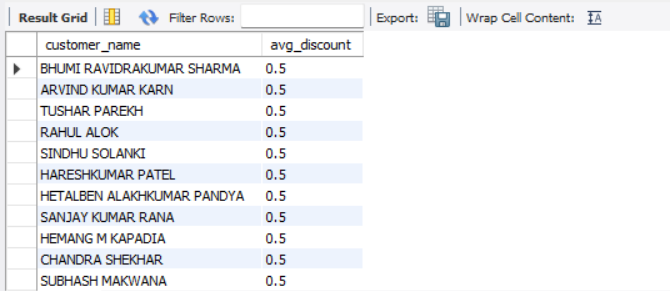 Result Grid Filter Rows: Export: Wrap Cell Content: IA
customer_name avg_discount
BHUMI RAVIDRAKUMAR SHARMA 0.5
ARVIND KUMAR KARN 0.5
TUSHAR PAREKH 0.5
RAHUL ALOK 0.5
SINDHU SOLANKI 0.5
HARESHKUMAR PATEL 0.5
HETALBEN ALAKHKUMAR PANDYA 0.5
SANJAY KUMAR RANA 0.5
HEMANG M KAPADIA 0.5
CHANDRA SHEKHAR 0.5
SUBHASH MAKWANA 0.5